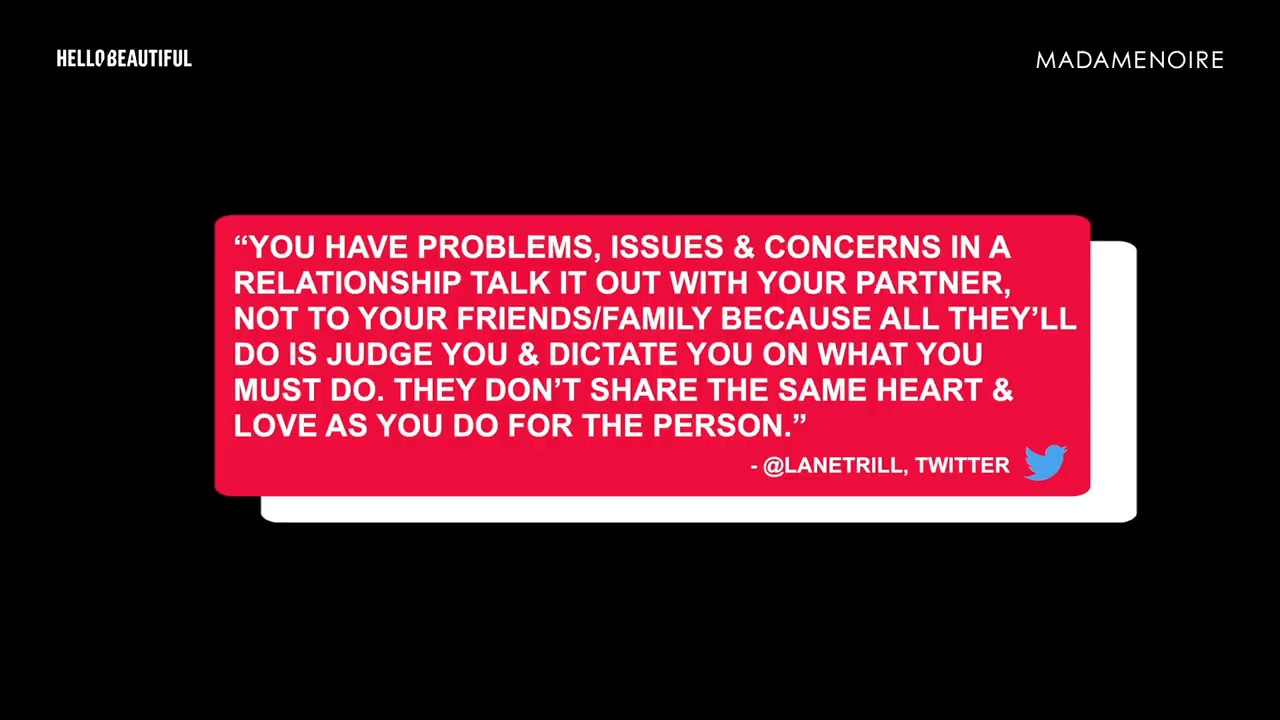 HELLOBEAUTIFUL
MADAMENOIRE
“YOU HAVE PROBLEMS, ISSUES & CONCERNS IN A
RELATIONSHIP TALK IT OUT WITH YOUR PARTNER,
NOT TO YOUR FRIENDS/FAMILY BECAUSE ALL THEY’LL
DO IS JUDGE YOU & DICTATE YOU ON WHAT YOU
MUST DO. THEY DON’T SHARE THE SAME HEART &
LOVE AS YOU DO FOR THE PERSON.”
- @LANETRILL, TWITTER